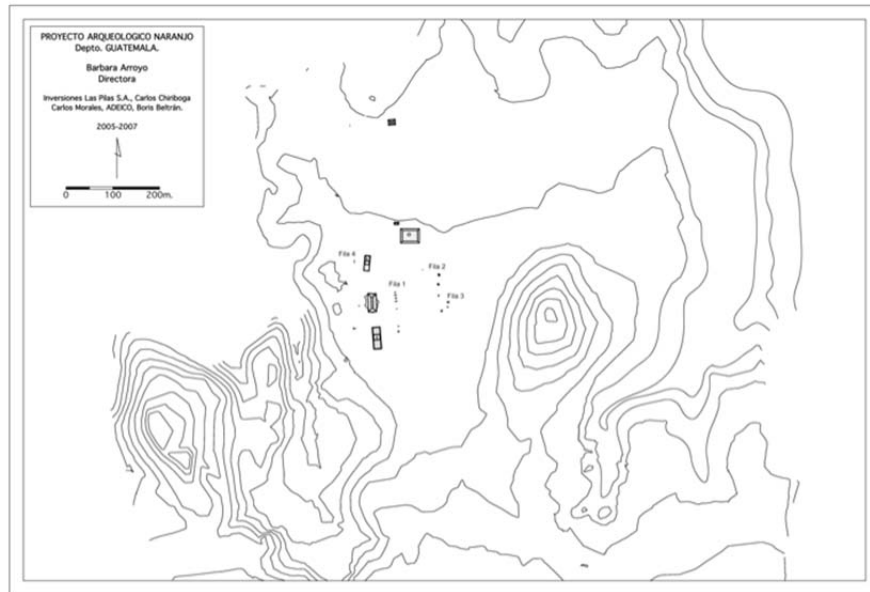 PROYECTO ARQUEOLOGICO NARANJO
Depto. GUATEMALA.
Barbara Arroyo
Directora
Inversiones Las Pilas S.A., Carlos Chiriboga
Carlos Morales, ADEICO, Boris Beltrán.
2005-2007
0 100 200m.
Fila 4
Fila 2
Fila 1
Fila 3